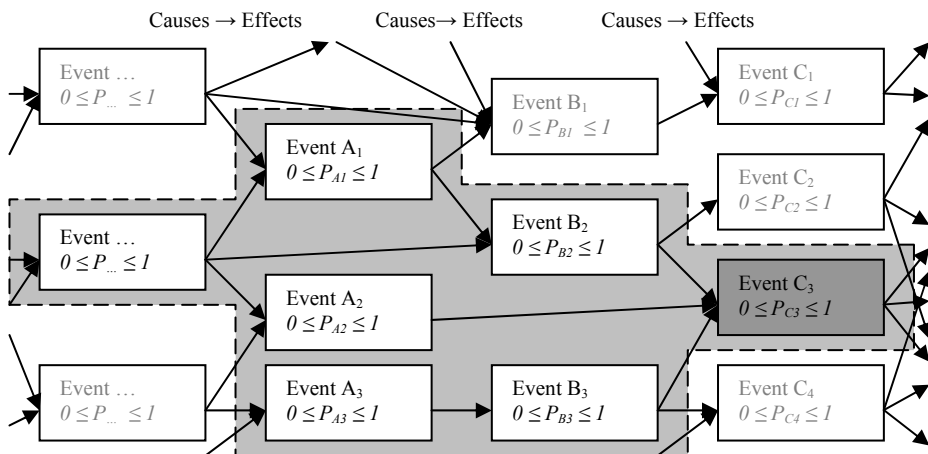 Causes → Effects
Causes→ Effects
Causes → Effects
Event …
0 ≤ P... ≤ 1
Event A1
0 ≤ PA1 ≤ 1
Event B1
0 ≤ PB1 ≤ 1
Event C1
0 ≤ PC1 ≤ 1
Event …
0 ≤ P... ≤ 1
Event A2
0 ≤ PA2 ≤ 1
Event B2
0 ≤ PB2 ≤ 1
Event C2
0 ≤ PC2 ≤ 1
Event C3
0 ≤ PC3 ≤ 1
Event …
0 ≤ P... ≤ 1
Event A3
0 ≤ PA3 ≤ 1
Event B3
0 ≤ PB3 ≤ 1
Event C4
0 ≤ PC4 ≤ 1